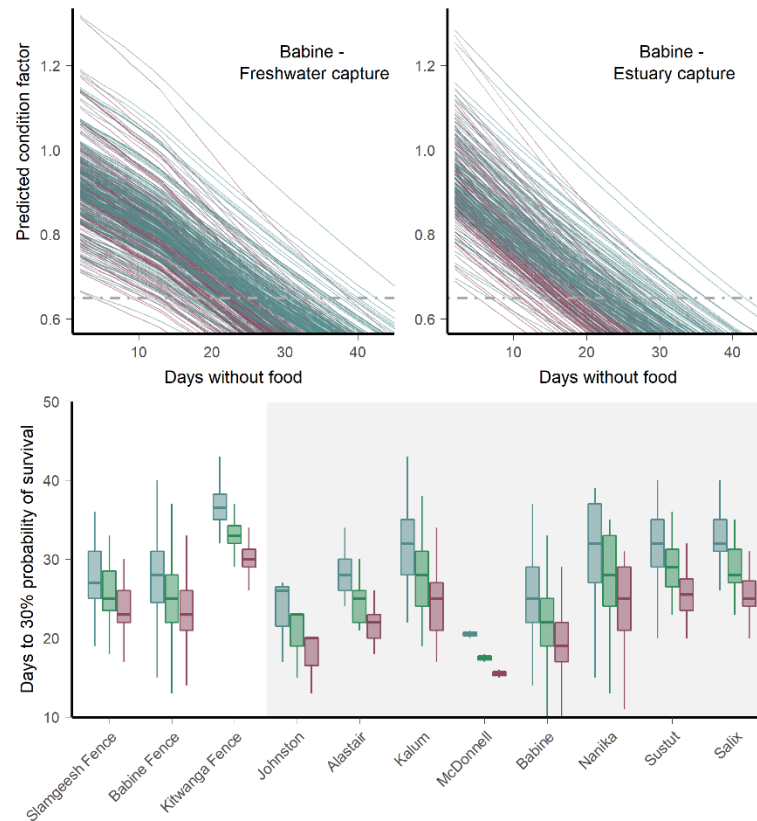 Babine -
Freshwater capture
Babine -
Estuary capture
Predicted condition factor
1.2
1.0
0.8
0.6
10
20
30
40
10
20
30
40
Days without food
Days without food
Days to 30% probability of survival
50
40
30
20
10
Slamgeesh Fence
Babine Fence
Kitwanga Fence
Johnston
Alastair
Kalum
McDonnell
Babine
Nanika
Sustut
Salix
1.2
1.0
0.8
0.6